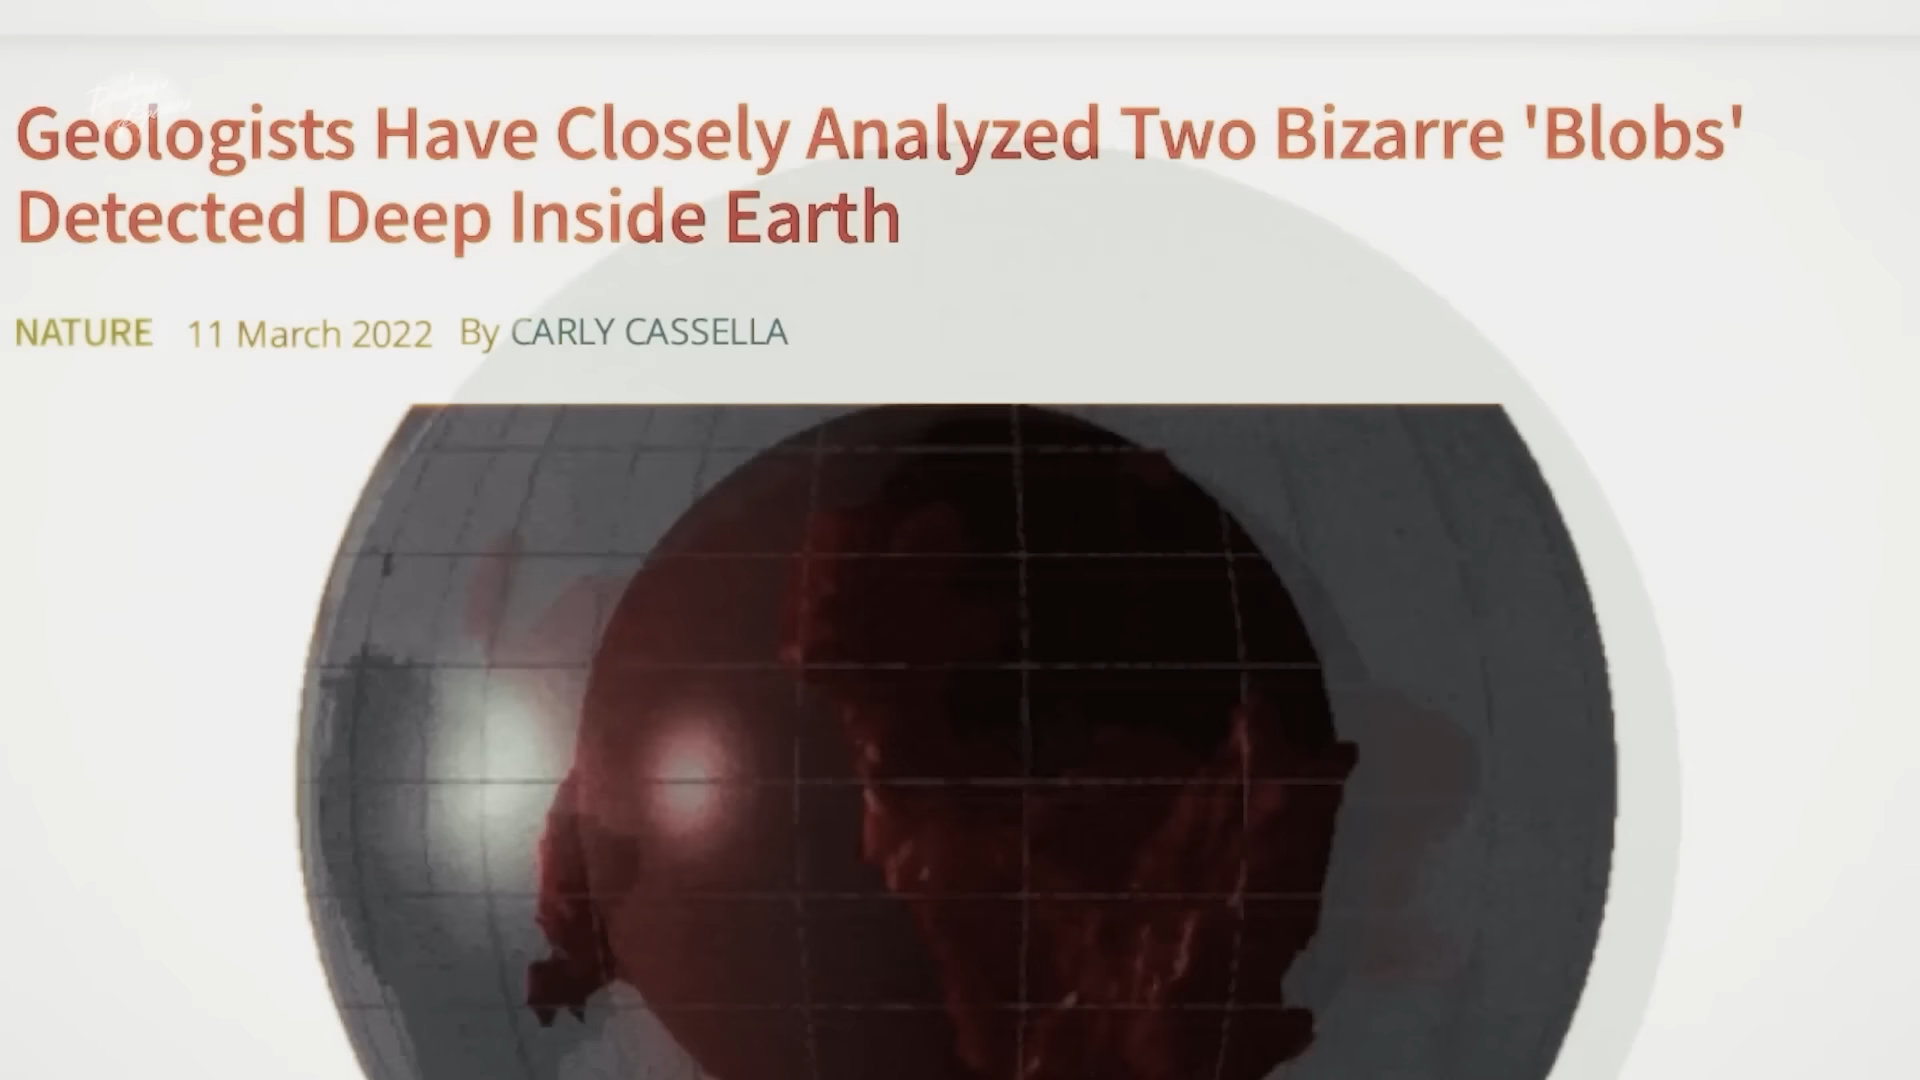 Geologists Have Closely Analyzed Two Bizarre 'Blobs'
Detected Deep Inside Earth
NATURE 11 March 2022 By CARLY CASSELLA